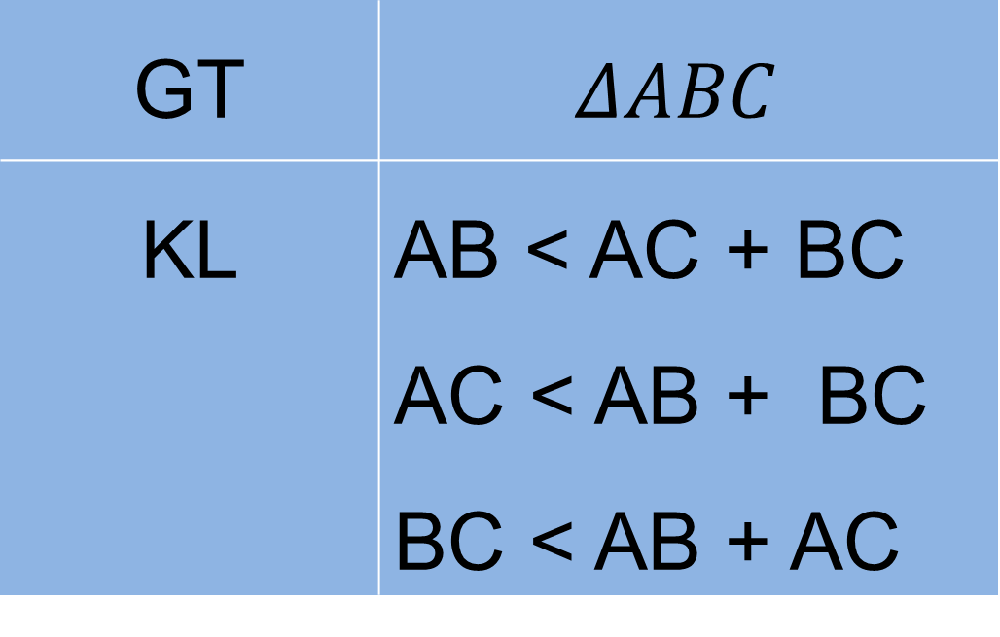 GT 𝛥𝐴𝐵𝐶
KL AB < AC + BC
AC < AB + BC
BC < AB + AC